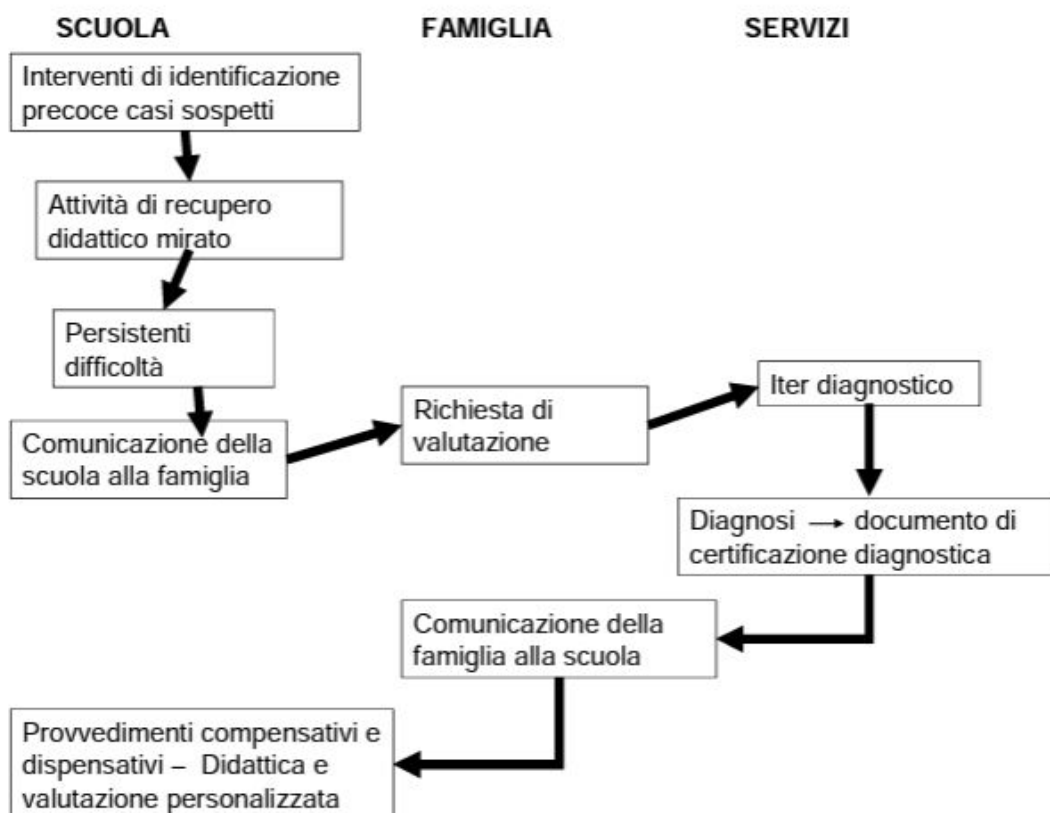 SCUOLA FAMIGLIA SERVIZI
Interventi di identificazione
precoce casi sospetti
Attività di recupero
didattico mirato
Persistenti
difficoltà
Comunicazione della
scuola alla famiglia
Richiesta di
valutazione
Iter diagnostico
Diagnosi → documento di
certificazione diagnostica
Comunicazione della
famiglia alla scuola
Provvedimenti compensativi e
dispensativi – Didattica e
valutazione personalizzata